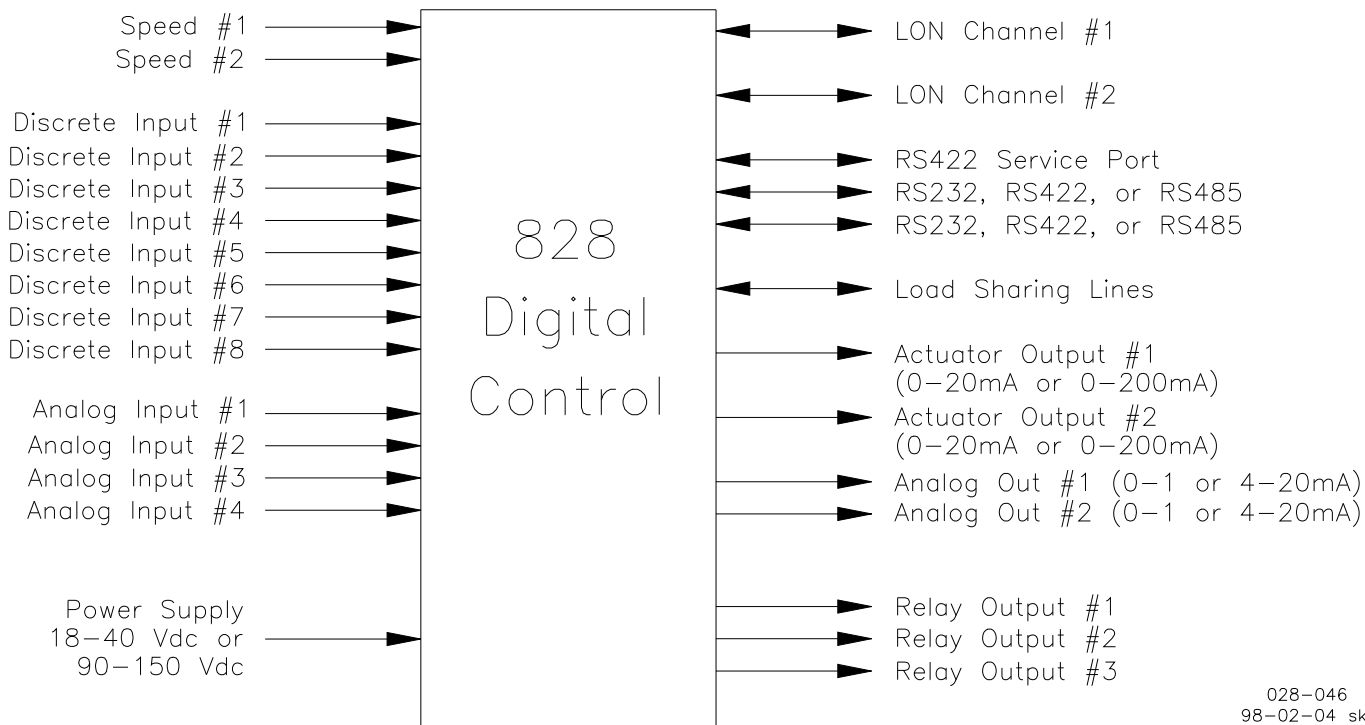 Speed #1
Speed #2
Discrete Input #1
Discrete Input #2
Discrete Input #3
Discrete Input #4
Discrete Input #5
Discrete Input #6
Discrete Input #7
Discrete Input #8
Analog Input #1
Analog Input #2
Analog Input #3
Analog Input #4
Power Supply
18-40 Vdc or
90-150 Vdc
828
Digital
Control
LON Channel #1
LON Channel #2
RS422 Service Port
RS232, RS422, or RS485
RS232, RS422, or RS485
Load Sharing Lines
Actuator Output #1
(0-20mA or 0-200mA)
Actuator Output #2
(0-20mA or 0-200mA)
Analog Out #1 (0-1 or 4-20mA)
Analog Out #2 (0-1 or 4-20mA)
Relay Output #1
Relay Output #2
Relay Output #3
028-046
98-02-04 sk